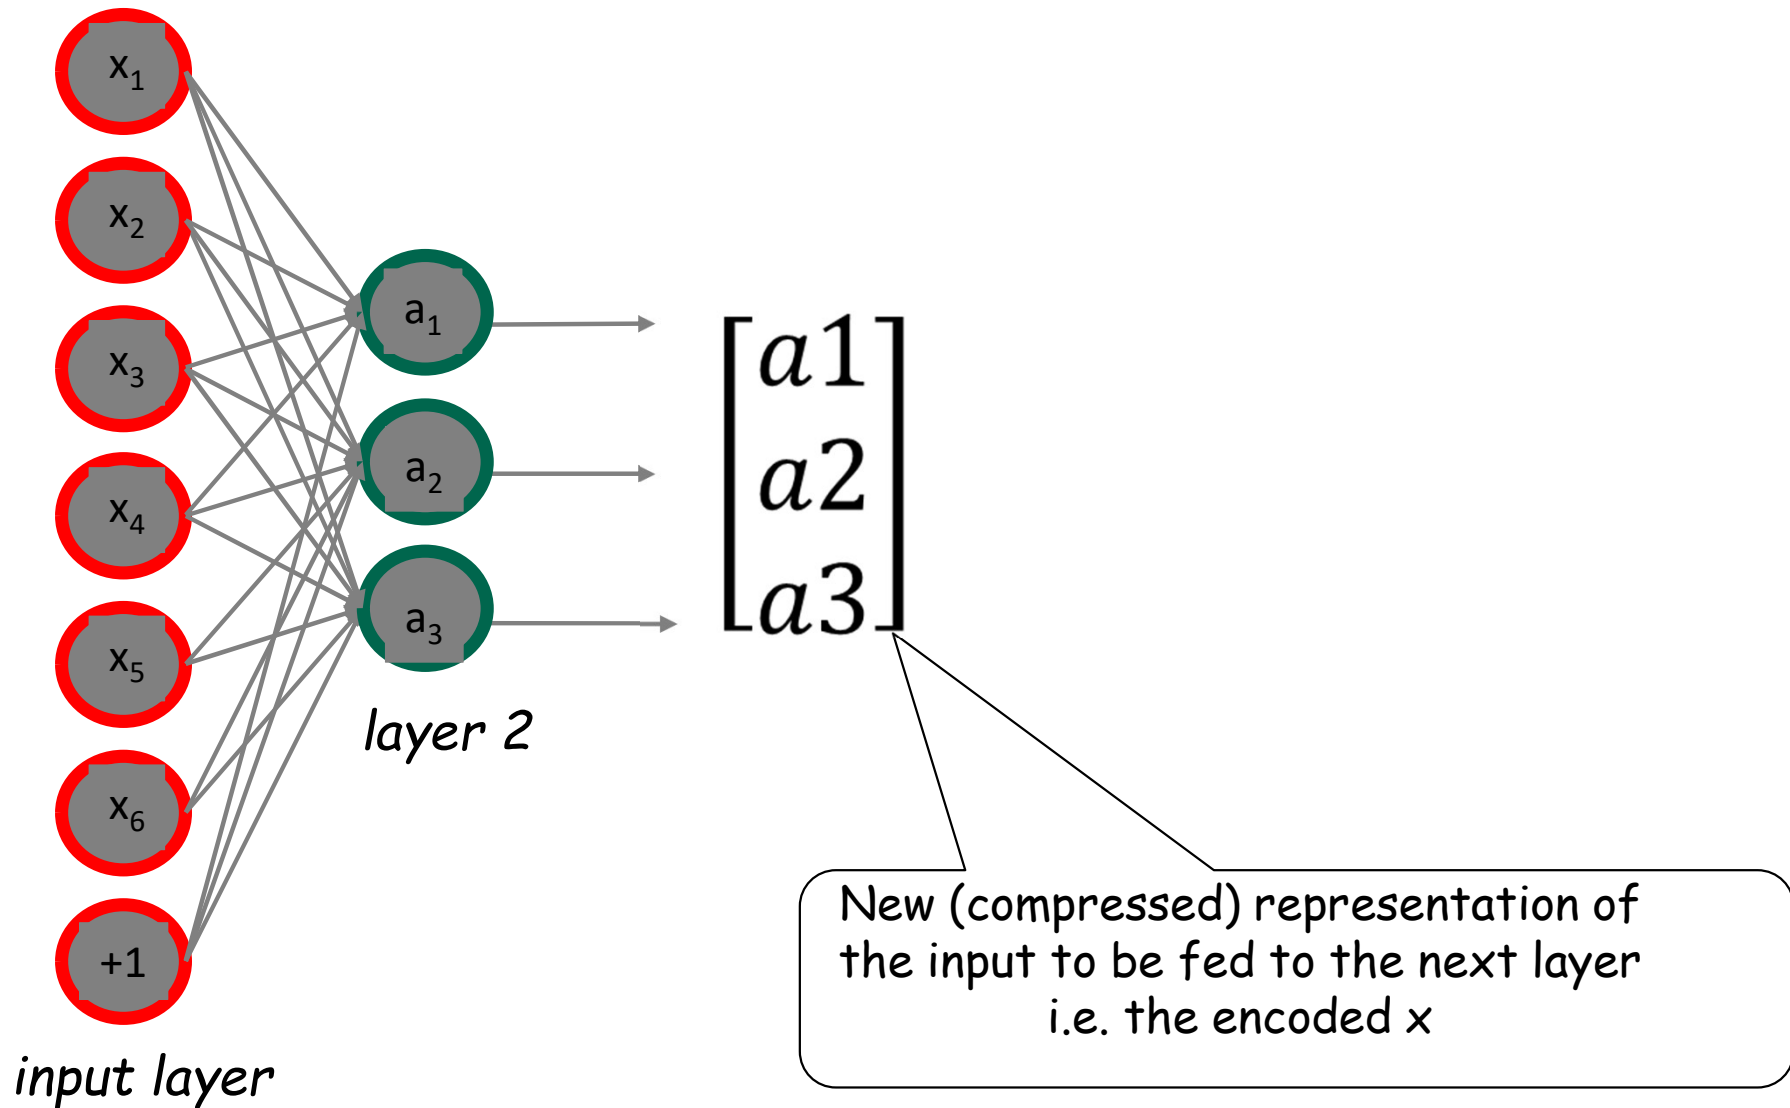 x₁
x₂
x₃
x₄
x₅
x₆
+1
input layer
a₁
a₂
a₃
layer 2
a1
a2
a3
New (compressed) representation of
the input to be fed to the next layer
i.e. the encoded x